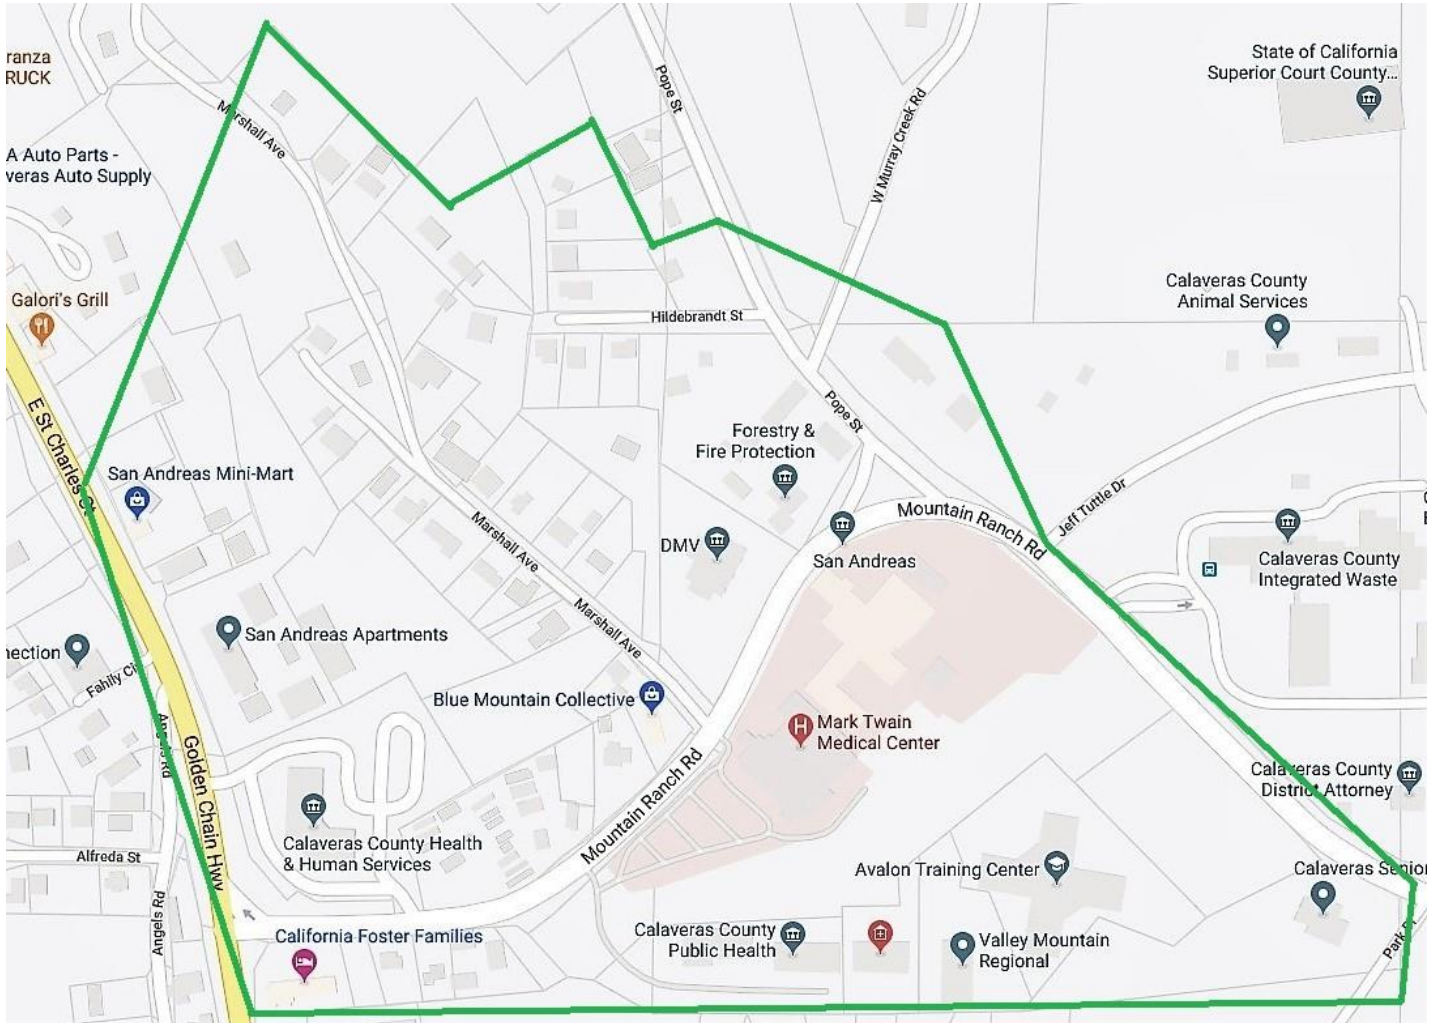 ranza
RUCK
State of California
Superior Court County...
Pope St
W Murray Creek Rd
Marshall Ave
A Auto Parts -
veras Auto Supply
Calaveras County
Animal Services
Galori's Grill
Hildebrandt St
E St Charles St
Pope St
Forestry &
Fire Protection
San Andreas Mini-Mart
Jeff Tuttle Dr
Mountain Ranch Rd
Marshall Ave
DMV
San Andreas
Calaveras County
Integrated Waste
Marshall Ave
San Andreas Apartments
nection
Fahily Cir
Blue Mountain Collective
Angels Rd
Golden Chain Hwy
Mark Twain
Medical Center
Mountain Ranch Rd
Calaveras County
District Attorney
Calaveras County Health
& Human Services
Alfreda St
Avalon Training Center
Calaveras Senior
Angels Rd
California Foster Families
Calaveras County
Public Health
Valley Mountain
Regional
Park D